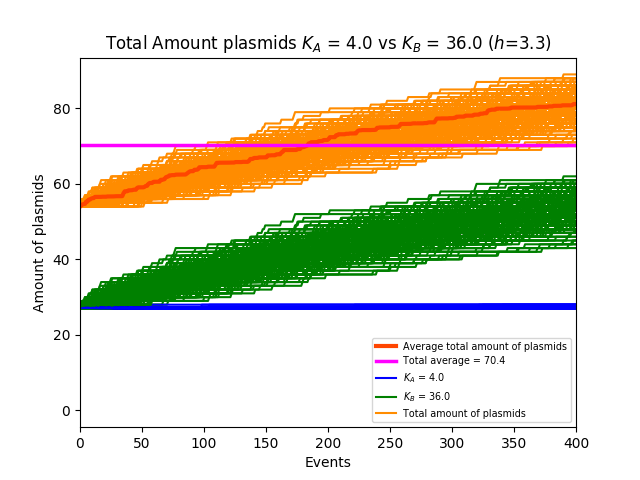 Total Amount plasmids K_A = 4.0 vs K_B = 36.0 (h=3.3)
Amount of plasmids
80
60
40
20
0
Average total amount of plasmids
Total average = 70.4
K_A = 4.0
K_B = 36.0
Total amount of plasmids
0 50 100 150 200 250 300 350 400
Events